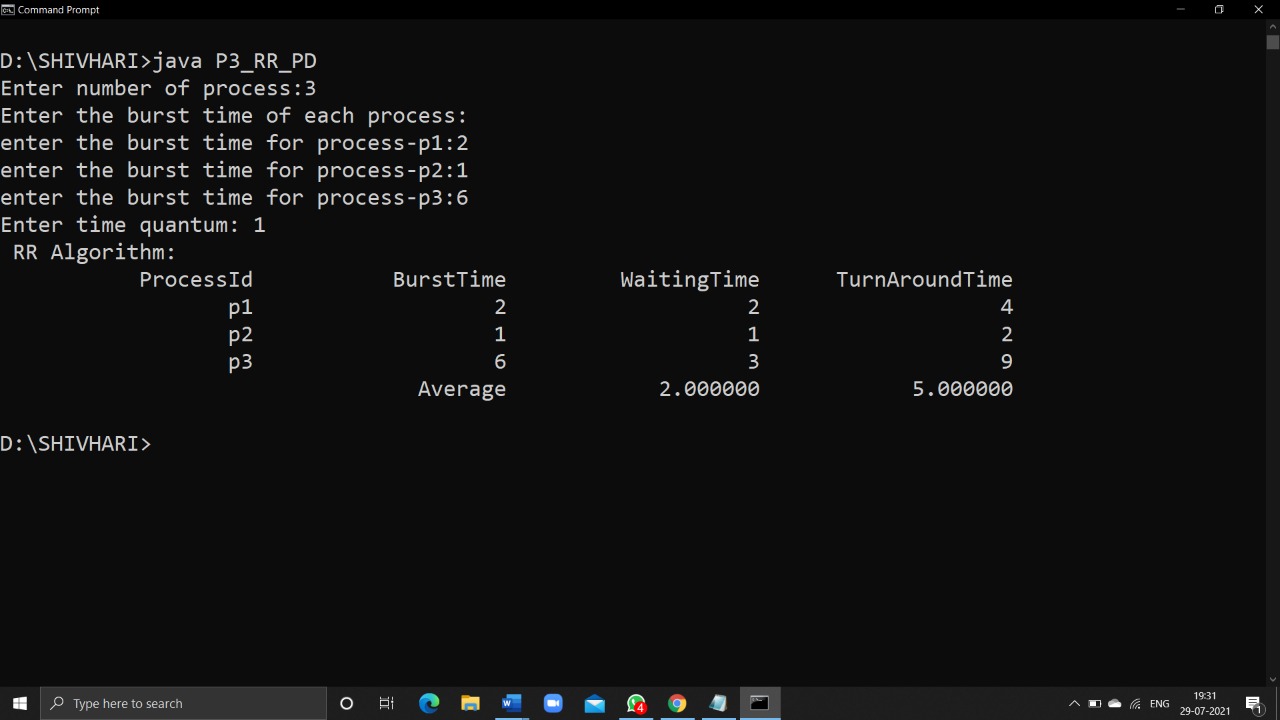 Command Prompt
D:\SHIVHARI>java P3_RR_PD
Enter number of process:3
Enter the burst time of each process:
enter the burst time for process-p1:2
enter the burst time for process-p2:1
enter the burst time for process-p3:6
Enter time quantum: 1
RR Algorithm:
ProcessId BurstTime WaitingTime TurnAroundTime
p1 2 2 4
p2 1 1 2
p3 6 3 9
Average 2.000000 5.000000
D:\SHIVHARI>
Type here to search
4
ENG
19:31
29-07-2021
1